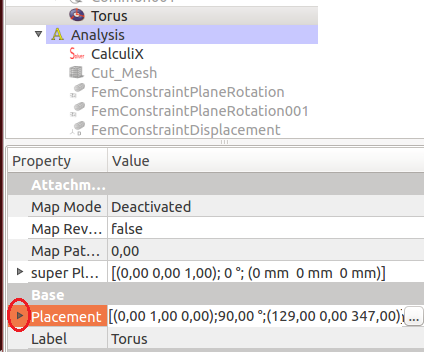 Common001
Torus
Analysis
Solver CalculiX
Cut_Mesh
FemConstraintPlaneRotation
FemConstraintPlaneRotation001
FemConstraintDisplacement
Property Value
Attachm...
Map Mode Deactivated
Map Rev... false
Map Pat... 0,00
super Pl... [(0,00 0,00 1,00); 0 °; (0 mm 0 mm 0 mm)]
Base
Placement [(0,00 1,00 0,00);90,00 °;(129,00 0,00 347,00)] ...
Label Torus